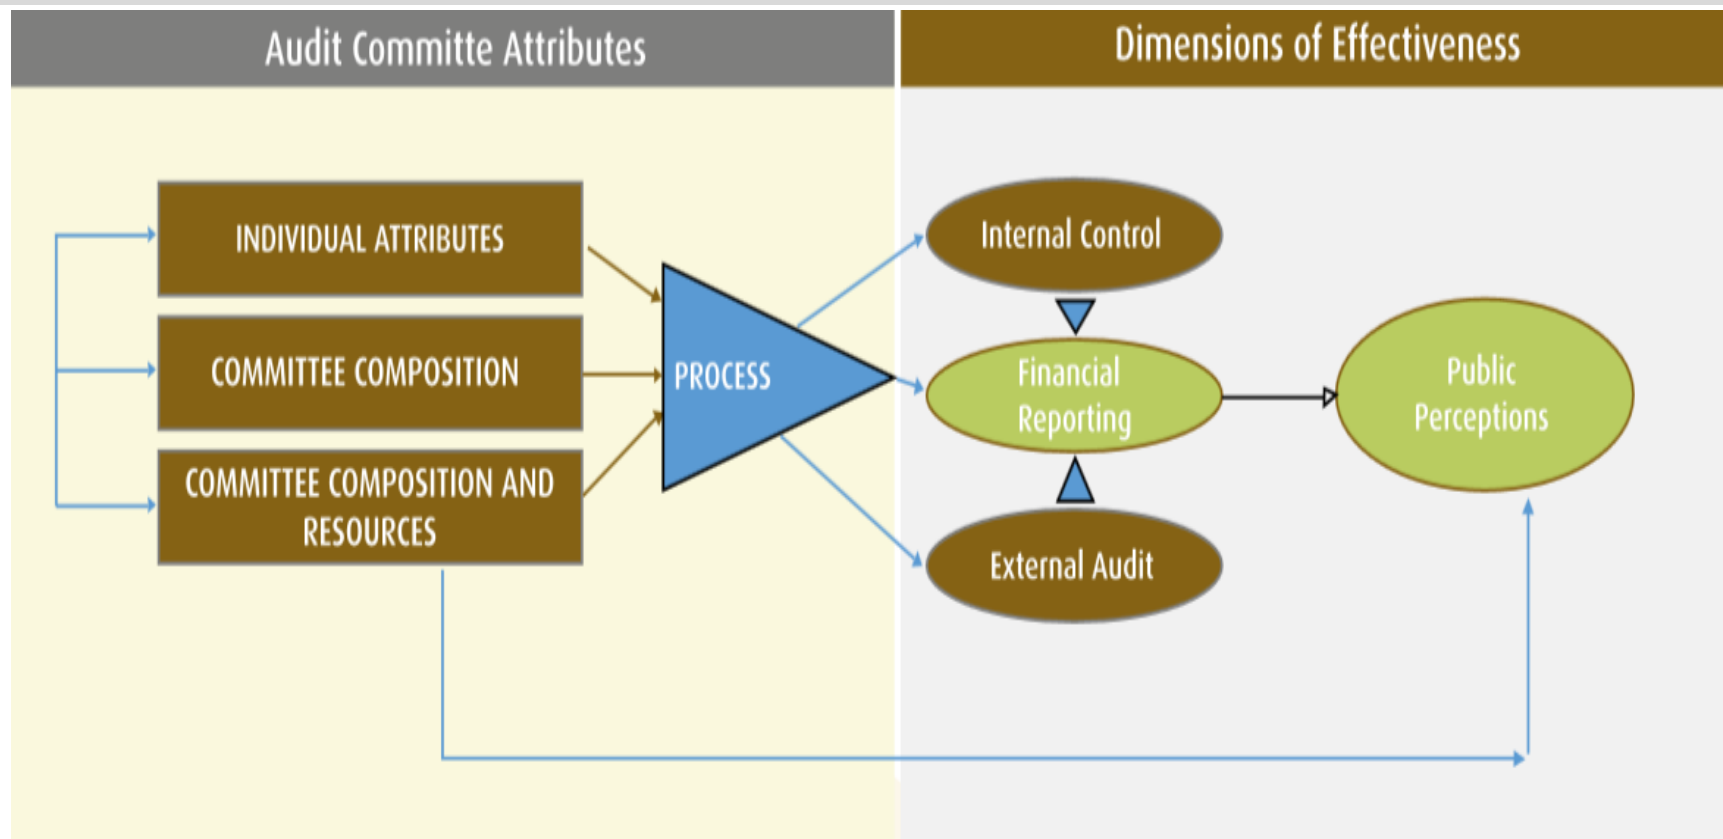 Audit Committe Attributes
Dimensions of Effectiveness
INDIVIDUAL ATTRIBUTES
COMMITTEE COMPOSITION
COMMITTEE COMPOSITION AND
RESOURCES
PROCESS
Internal Control
Financial
Reporting
External Audit
Public
Perceptions